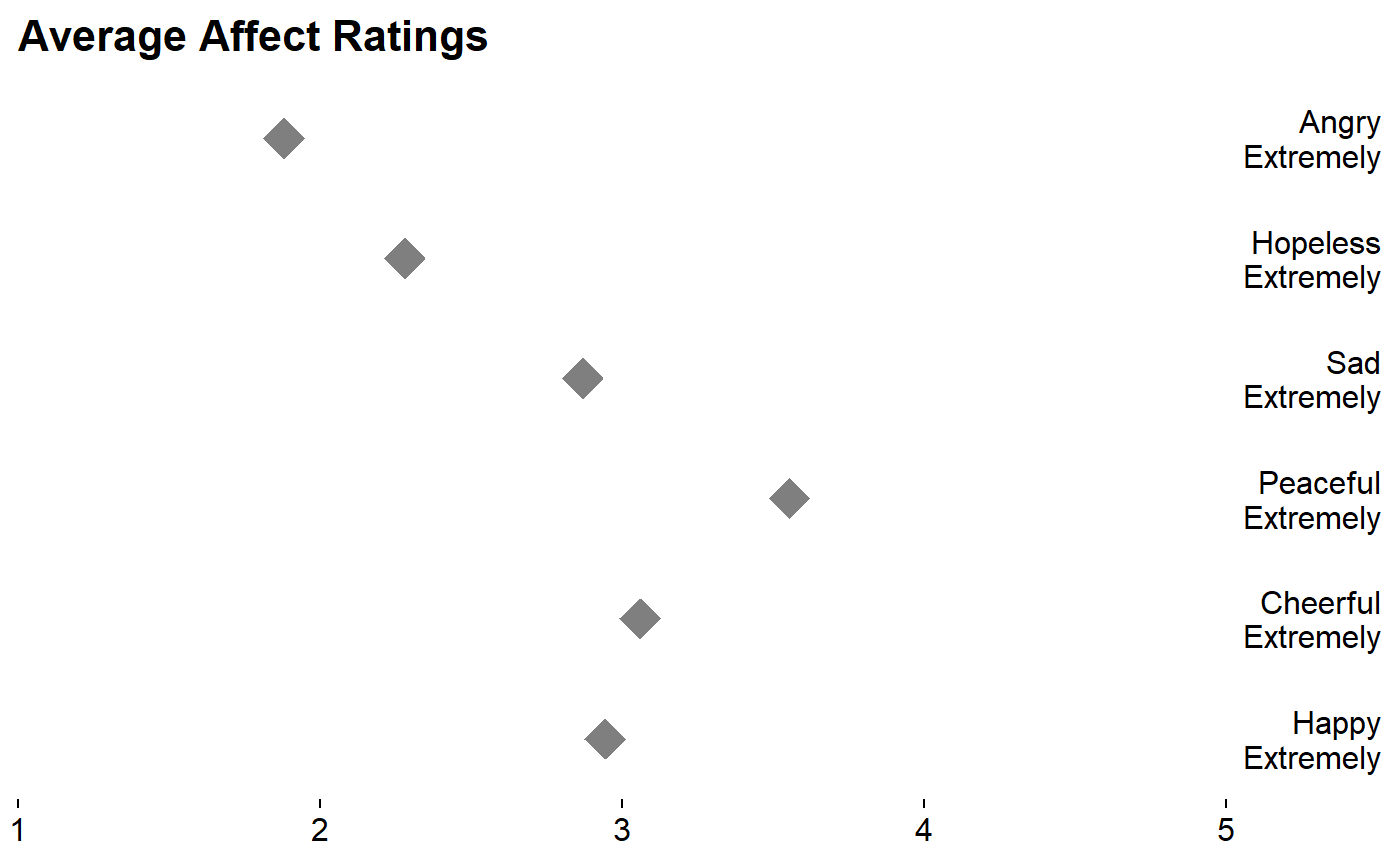 Average Affect Ratings
Angry
Extremely
Hopeless
Extremely
Sad
Extremely
Peaceful
Extremely
Cheerful
Extremely
Happy
Extremely
1 2 3 4 5